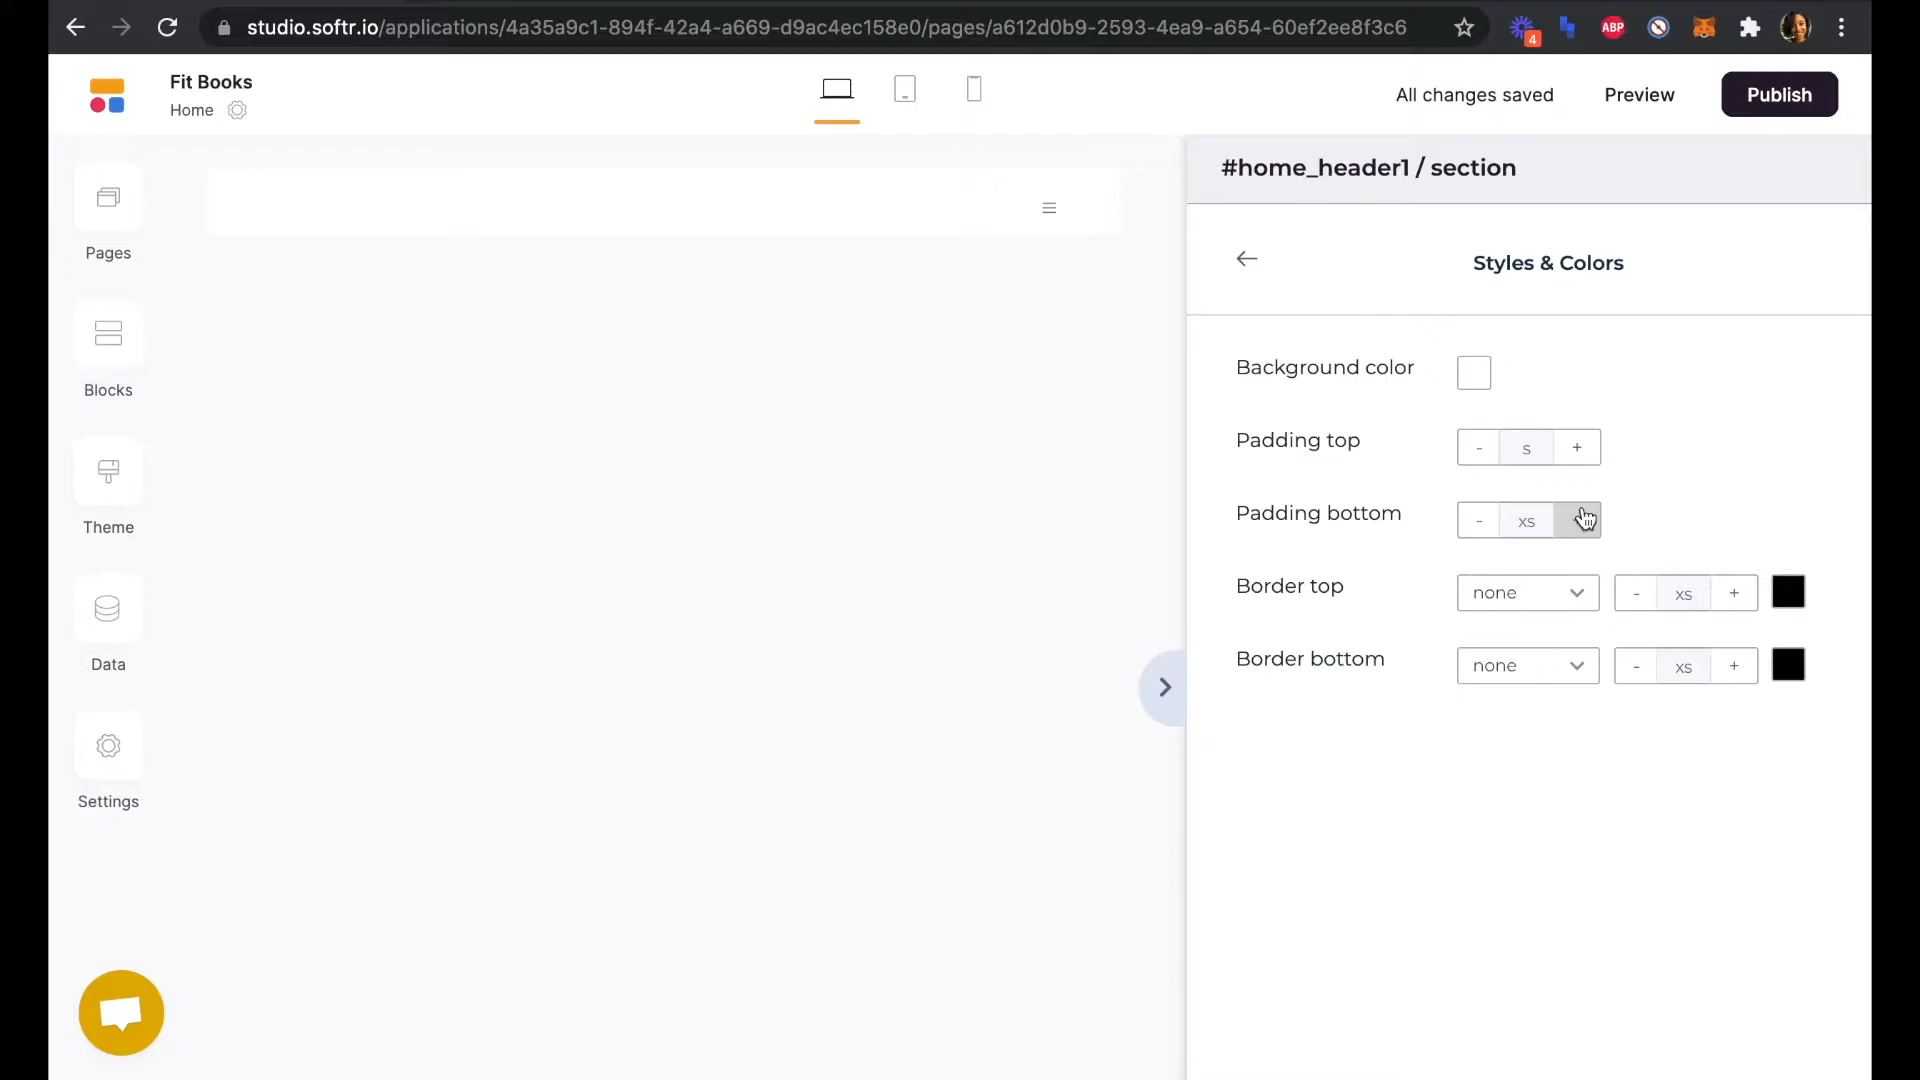 studio.softr.io/applications/4a35a9c1-894f-42a4-a669-d9ac4ec158e0/pages/a612d0b9-2593-4ea9-a654-60ef2ee8f3c6
4
ABP
Fit Books
Home
All changes saved
Preview
Publish
#home_header1 / section
Pages
Styles & Colors
Background color
Blocks
Padding top
- s +
Theme
Padding bottom
- xs
Border top
none
- xs +
Data
Border bottom
none
- xs +
Settings